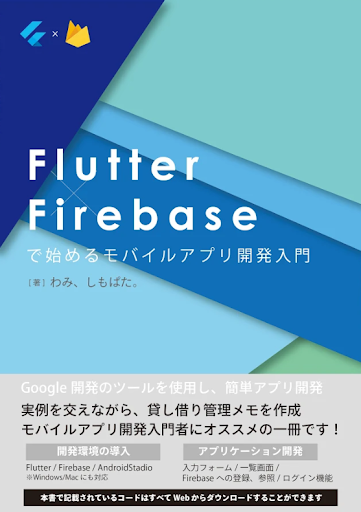 ×
Flutter
×
Firebase
で始めるモバイルアプリ開発入門
[著] わみ、しもばた。
Google 開発のツールを使用し、簡単アプリ開発
実例を交えながら、貸し借り管理メモを作成
モバイルアプリ開発入門者にオススメの一冊です！
開発環境の導入
Flutter / Firebase / AndroidStadio
※Windows/Mac にも対応
アプリケーション開発
入力フォーム / 一覧画面 /
Firebase への登録、参照 / ログイン機能
本書で記載されているコードはすべて Web からダウンロードすることができます